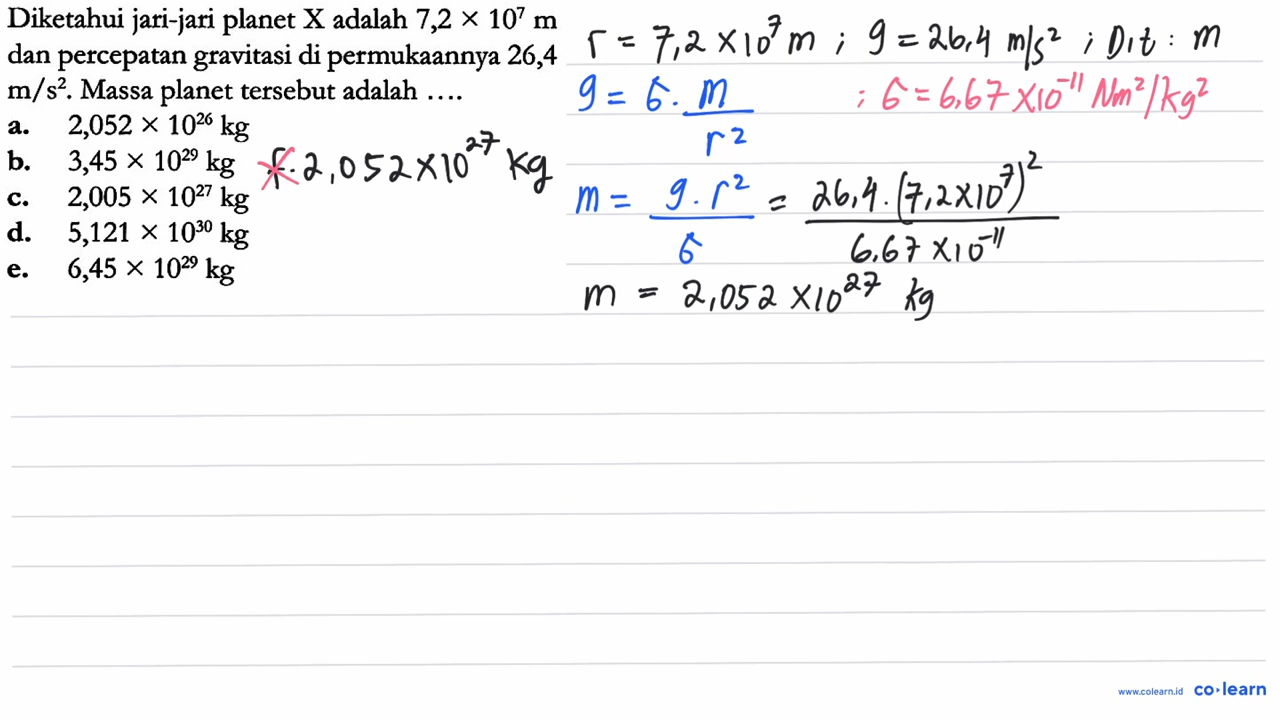 Diketahui jari-jari planet X adalah 7,2 × 10⁷ m
dan percepatan gravitasi di permukaannya 26,4
m/s². Massa planet tersebut adalah ....
a. 2,052 × 10²⁶ kg
b. 3,45 × 10²⁹ kg
c. 2,005 × 10²⁷ kg
d. 5,121 × 10³⁰ kg
e. 6,45 × 10²⁹ kg
f. 2,052 × 10²⁷ kg
r = 7,2 × 10⁷ m ; g = 26,4 m/s² ; Dit : m
g = G . m / r² ; G = 6,67 × 10⁻¹¹ Nm²/kg²
m = g . r² / G = 26,4 . (7,2 × 10⁷)² / 6,67 × 10⁻¹¹
m = 2,052 × 10²⁷ kg
www.colearn.id co·learn